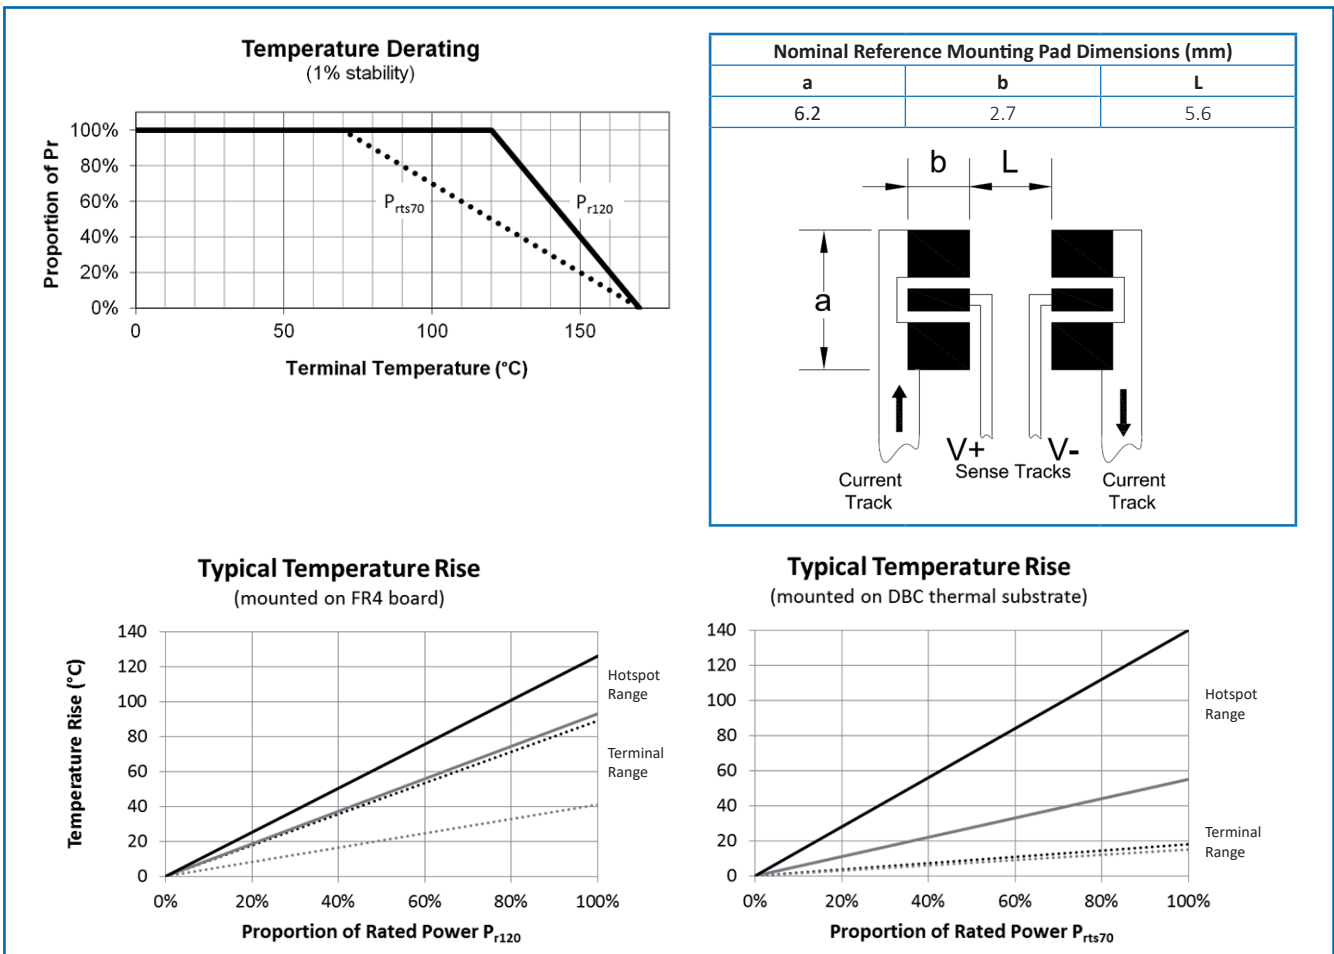 Temperature Derating
(1% stability)
100%
80%
60%
40%
20%
0%
Proportion of Pr
Prts70
Pr120
0 50 100 150
Terminal Temperature (°C)
Nominal Reference Mounting Pad Dimensions (mm)
a b L
6.2 2.7 5.6
b L
a
V+ V-
Sense Tracks
Current
Track
Current
Track
Typical Temperature Rise
(mounted on FR4 board)
140
120
100
80
60
40
20
0
Temperature Rise (°C)
Hotspot
Range
Terminal
Range
0% 20% 40% 60% 80% 100%
Proportion of Rated Power Pr120
Typical Temperature Rise
(mounted on DBC thermal substrate)
140
120
100
80
60
40
20
0
Hotspot
Range
Terminal
Range
0% 20% 40% 60% 80% 100%
Proportion of Rated Power Prts70